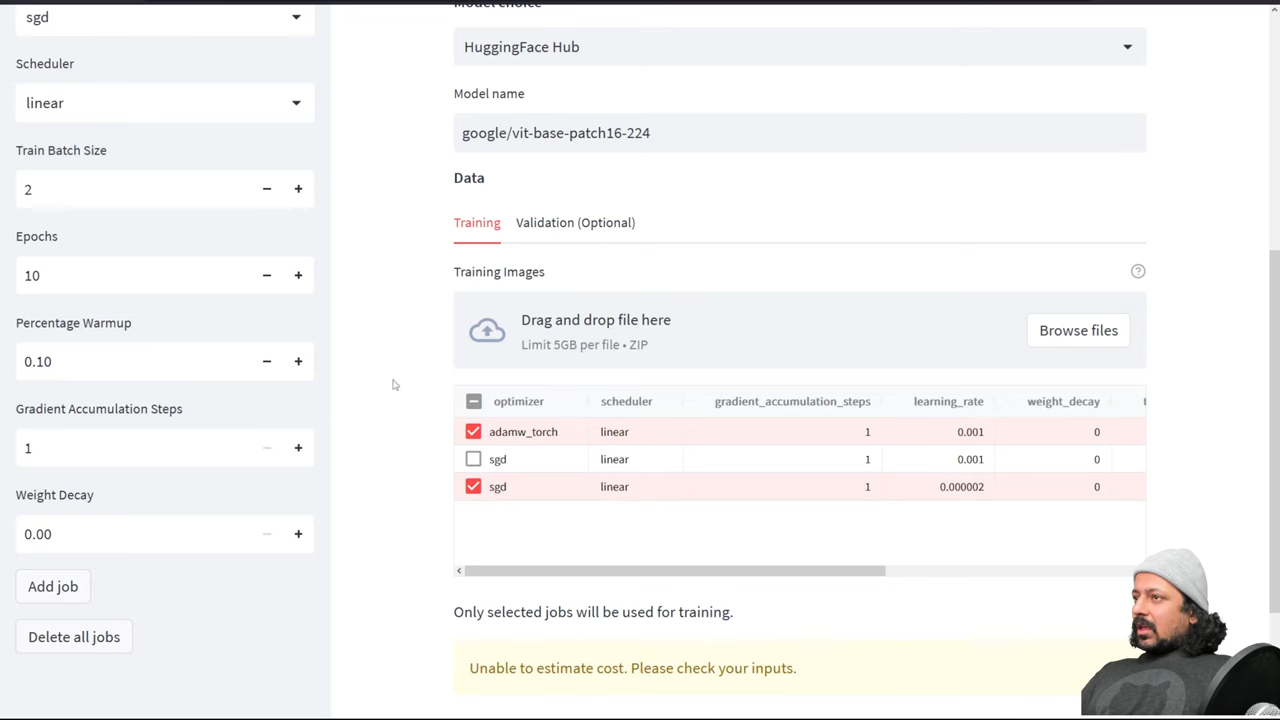 sgd
Scheduler
linear
Train Batch Size
2
Epochs
10
Percentage Warmup
0.10
Gradient Accumulation Steps
1
Weight Decay
0.00
Add job
Delete all jobs
Model choice
HuggingFace Hub
Model name
google/vit-base-patch16-224
Data
Training Validation (Optional)
Training Images
Drag and drop file here
Limit 5GB per file • ZIP
Browse files
optimizer scheduler gradient_accumulation_steps learning_rate weight_decay
adamw_torch linear 1 0.001 0
sgd linear 1 0.001 0
sgd linear 1 0.000002 0
Only selected jobs will be used for training.
Unable to estimate cost. Please check your inputs.